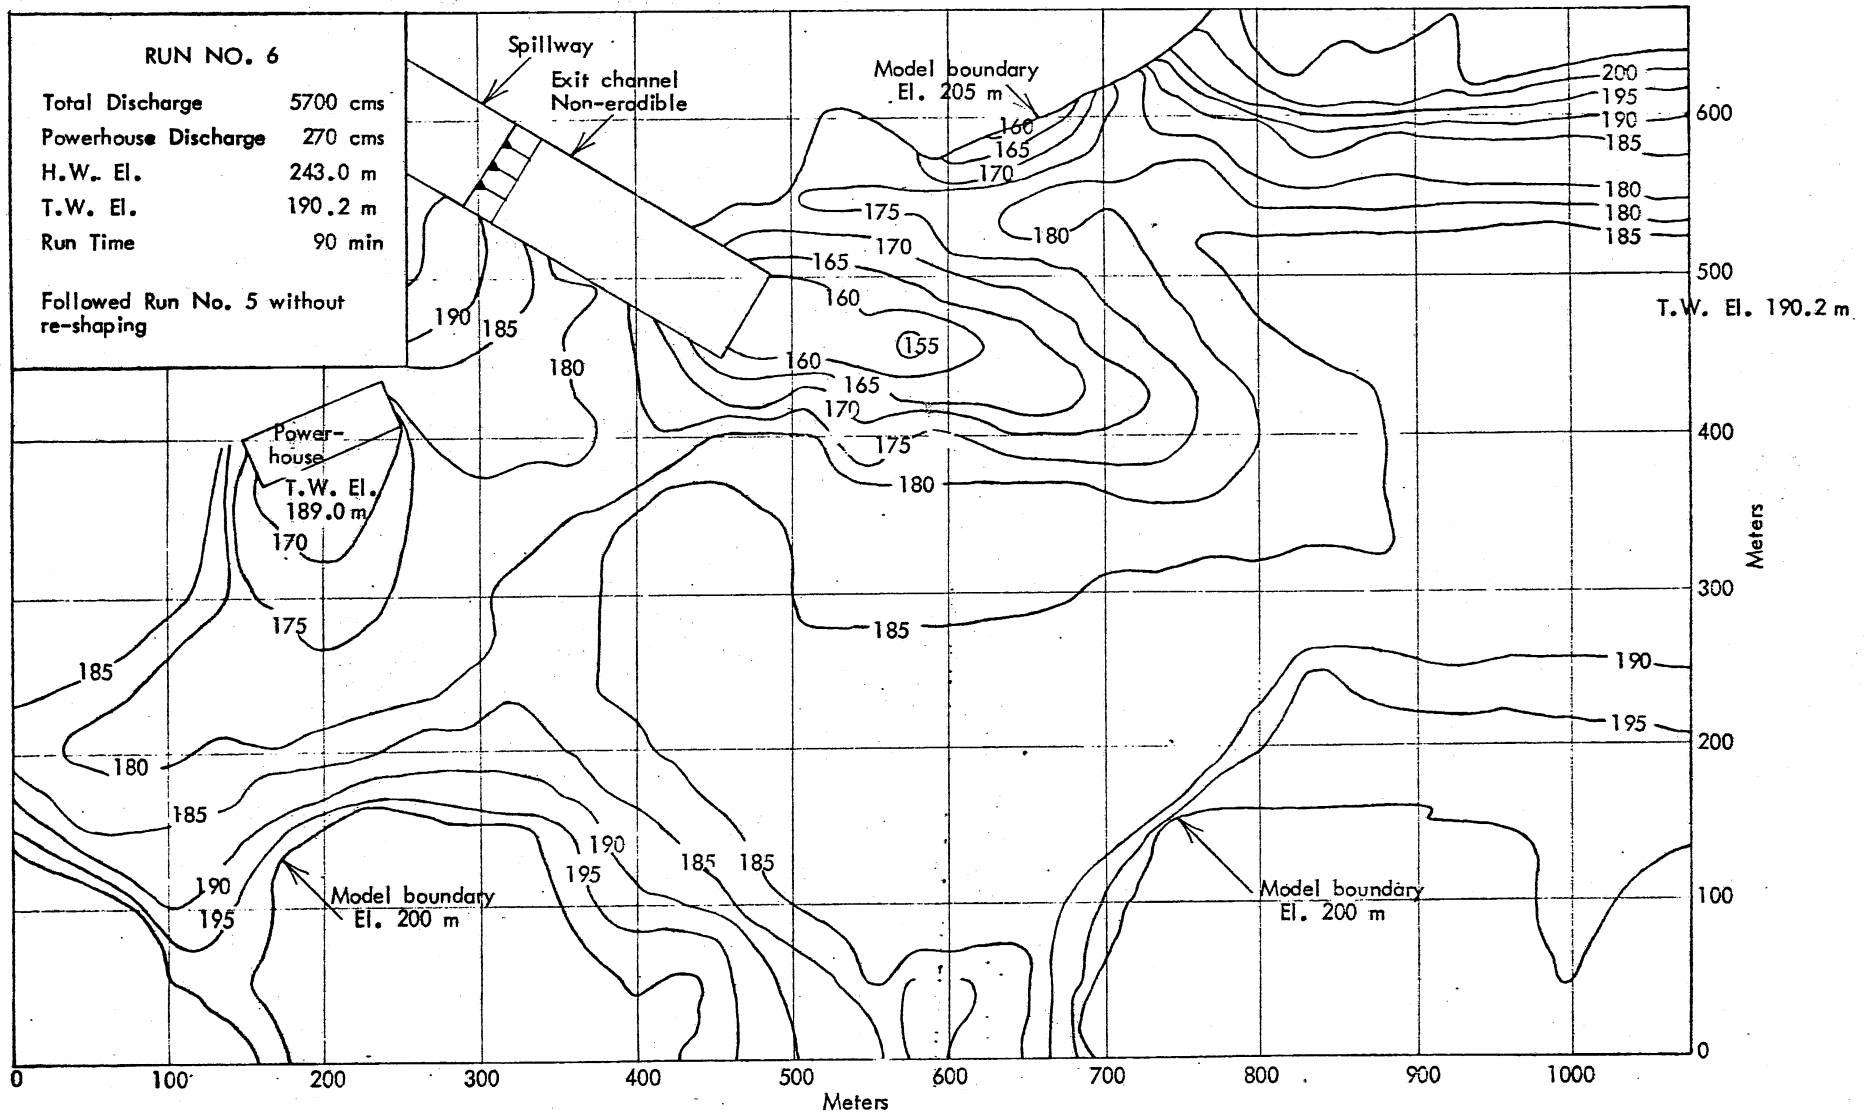 RUN NO. 6
Total Discharge 5700 cms
Powerhouse Discharge 270 cms
H.W. El. 243.0 m
T.W. El. 190.2 m
Run Time 90 min
Followed Run No. 5 without
re-shaping
Spillway
Exit channel
Non-eradible
Model boundary
El. 205 m
160
165
170
200
195
190
185
180
180
185
600
500
T.W. El. 190.2 m
175
170
165
160
155
160
165
170
175
180
180
190
185
180
Power-
house
T.W. El.
189.0 m
170
175
185
180
185
190
195
Model boundary
El. 200 m
190
195
185
185
185
190
195
Model boundary
El. 200 m
400
300
200
100
0
Meters
0 100 200 300 400 500 600 700 800 900 1000
Meters